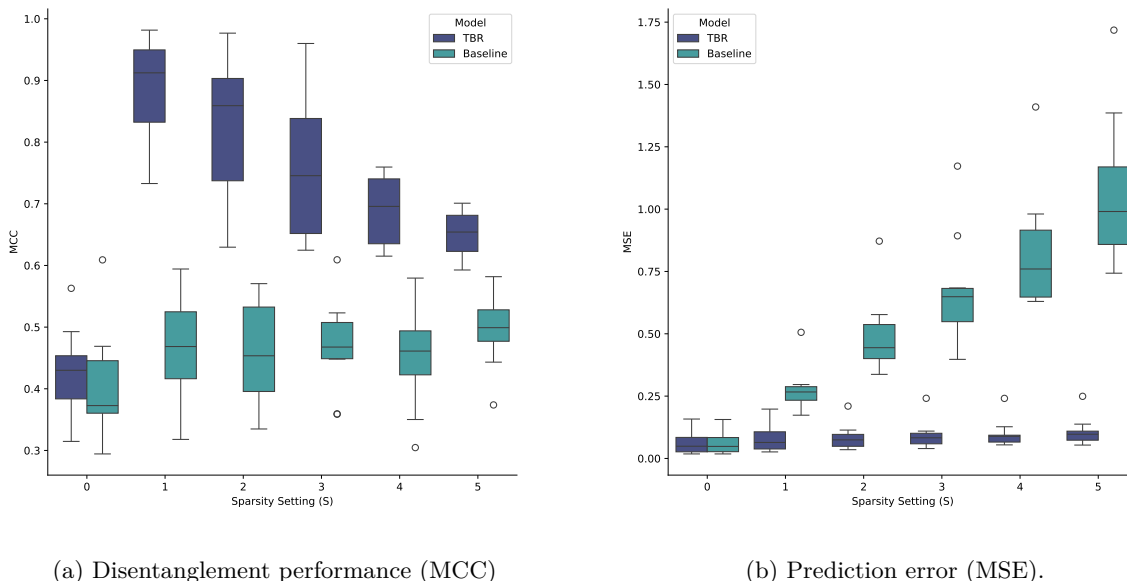 1.0
0.9
0.8
0.7
0.6
0.5
0.4
0.3
MCC
Model
TBR
Baseline
0 1 2 3 4 5
Sparsity Setting (S)
(a) Disentanglement performance (MCC)
1.75
1.50
1.25
1.00
0.75
0.50
0.25
0.00
MSE
Model
TBR
Baseline
0 1 2 3 4 5
Sparsity Setting (S)
(b) Prediction error (MSE).